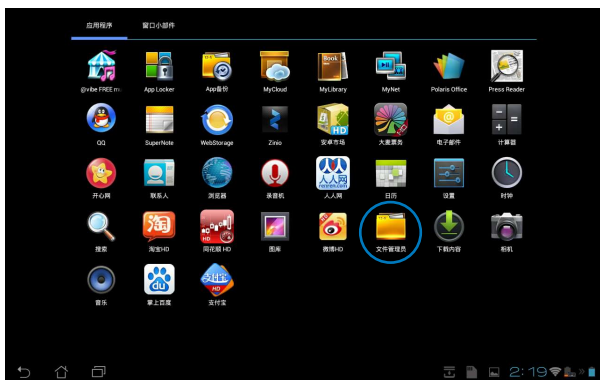 应用程序 窗口小部件
@vibe FREE m
App Locker
App备份
MyCloud
MyLibrary
MyNet
Polaris Office
Press Reader
QQ
SuperNote
WebStorage
Zinio
安卓市场
大麦票务
电子邮件
计算器
开心网
联系人
浏览器
录音机
人人网
日历
设置
时钟
搜索
淘宝HD
同花顺 HD
图库
微博HD
文件管理员
下载内容
相机
音乐
掌上百度
支付宝
2:19